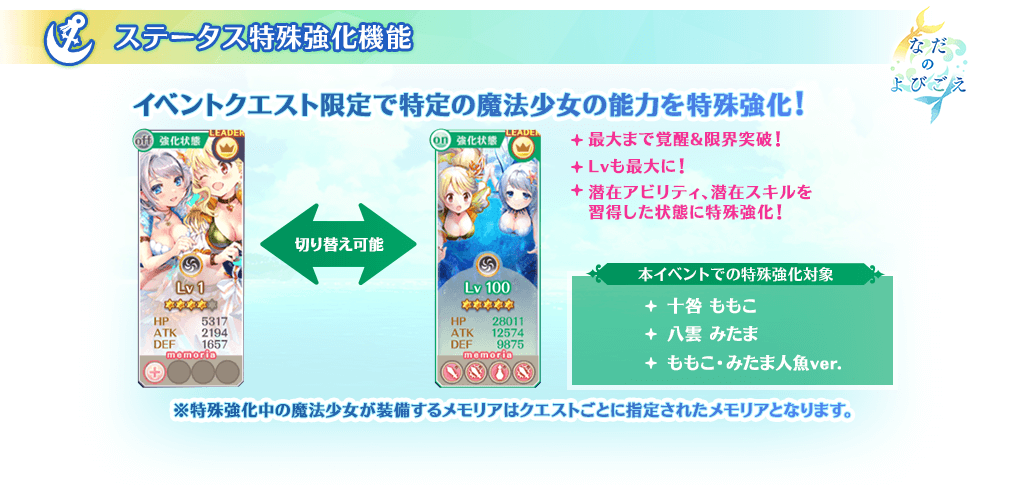 ステータス特殊強化機能
なだ
の
よびごえ
イベントクエスト限定で特定の魔法少女の能力を特殊強化!
off 強化状態 LEADER
Lv 1
HP 5317
ATK 2194
DEF 1657
memoria
切り替え可能
on 強化状態 LEADER
Lv 100
HP 28011
ATK 12574
DEF 9875
memoria
最大まで覚醒&限界突破!
Lvも最大に!
潜在アビリティ、潜在スキルを
習得した状態に特殊強化!
本イベントでの特殊強化対象
十咎 ももこ
八雲 みたま
ももこ・みたま人魚ver.
※特殊強化中の魔法少女が装備するメモリアはクエストごとに指定されたメモリアとなります。